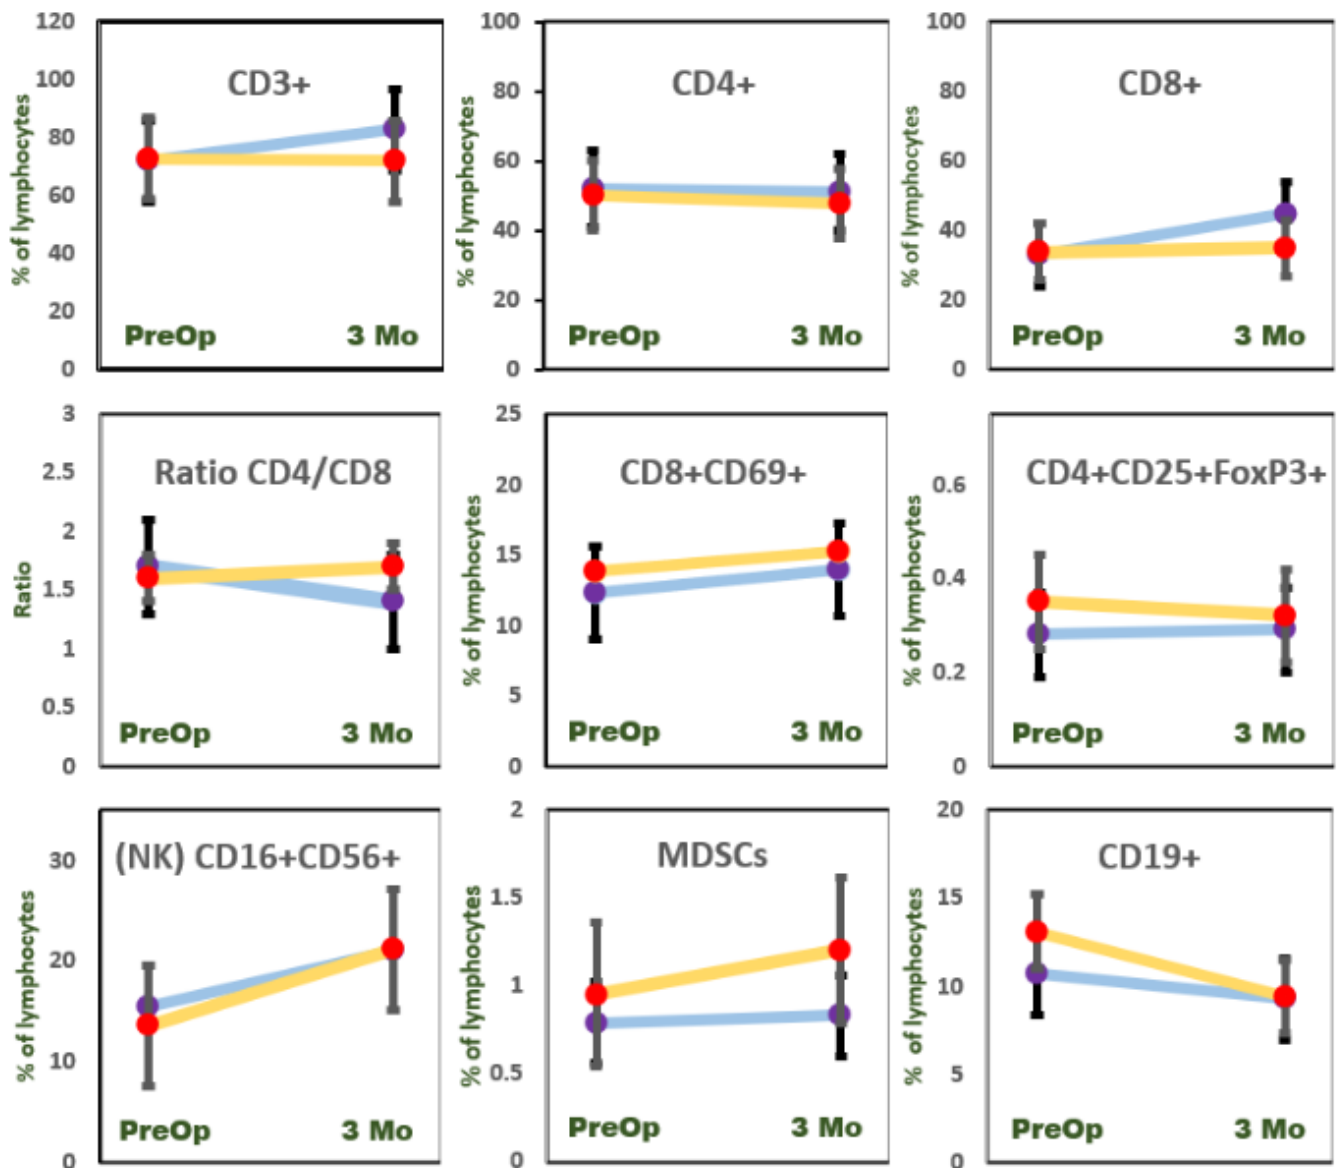 120
100
80
60
40
20
0
% of lymphocytes
CD3+
PreOp 3 Mo
100
80
60
40
20
0
% of lymphocytes
CD4+
PreOp 3 Mo
100
80
60
40
20
0
% of lymphocytes
CD8+
PreOp 3 Mo
3
2.5
2
1.5
1
0.5
0
Ratio
Ratio CD4/CD8
PreOp 3 Mo
25
20
15
10
5
0
% of lymphocytes
CD8+CD69+
PreOp 3 Mo
0.6
0.4
0.2
0
% of lymphocytes
CD4+CD25+FoxP3+
PreOp 3 Mo
30
20
10
0
% of lymphocytes
(NK) CD16+CD56+
PreOp 3 Mo
2
1.5
1
0.5
0
% of lymphocytes
MDSCs
PreOp 3 Mo
20
15
10
5
0
% of lymphocytes
CD19+
PreOp 3 Mo